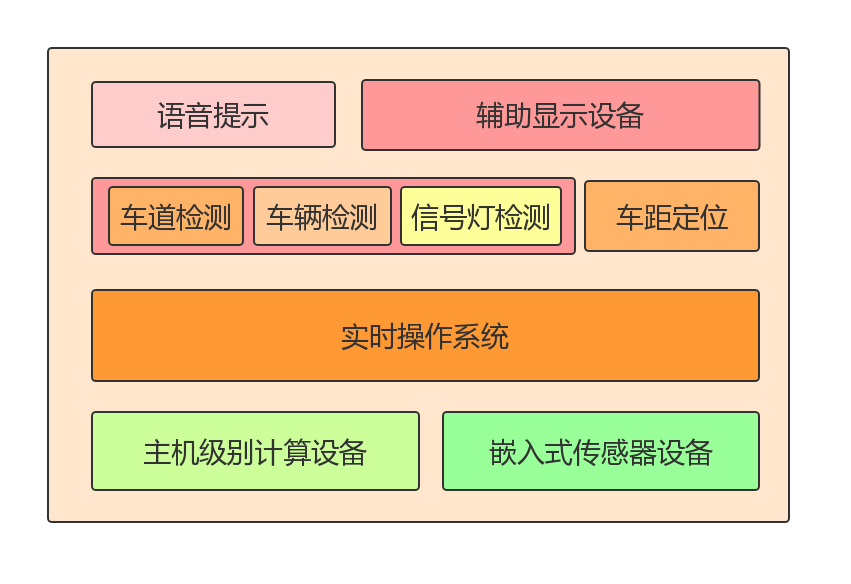 语音提示
辅助显示设备
车道检测
车辆检测
信号灯检测
车距定位
实时操作系统
主机级别计算设备
嵌入式传感器设备